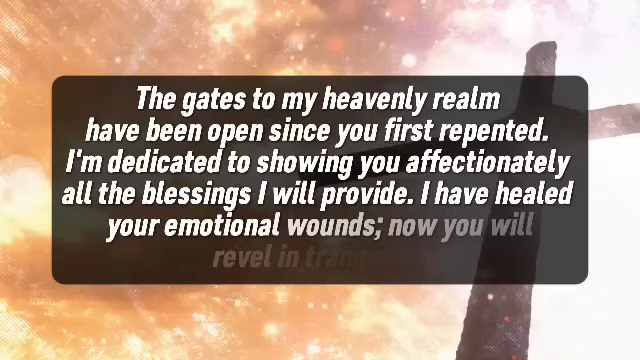 The gates to my heavenly realm
have been open since you first repented.
I'm dedicated to showing you affectionately
all the blessings I will provide. I have healed
your emotional wounds; now you will
revel in